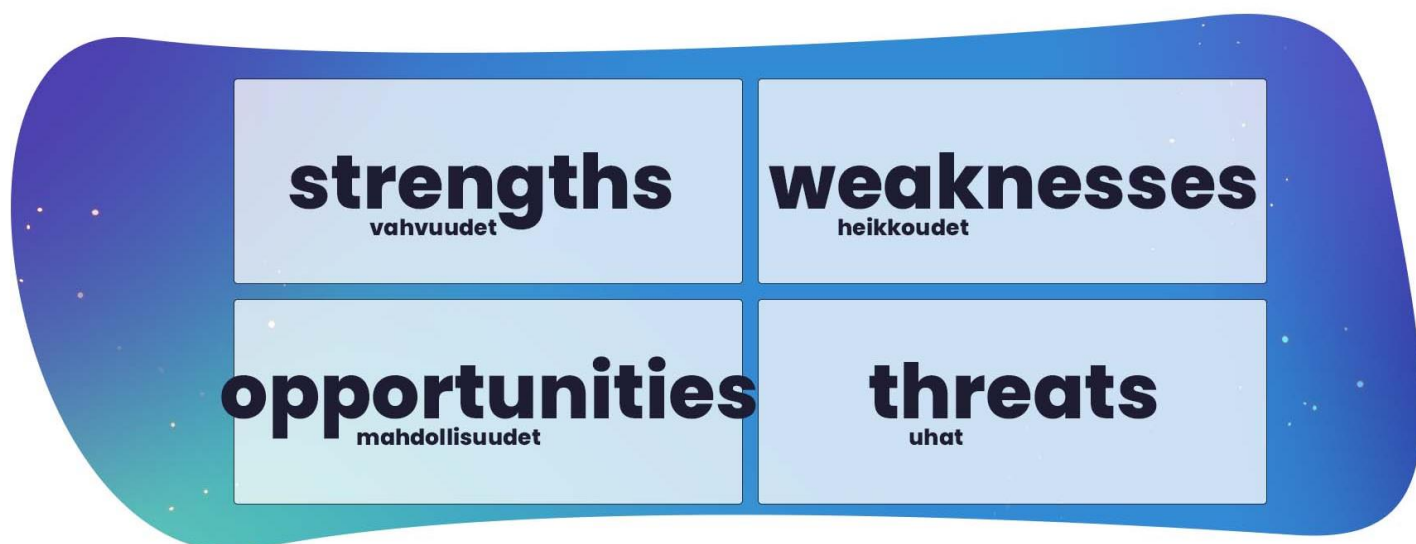 strengths
vahvuudet
weaknesses
heikkoudet
opportunities
mahdollisuudet
threats
uhat